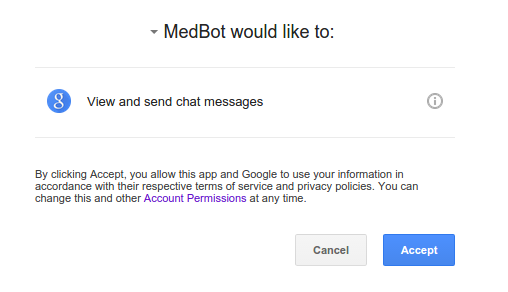 MedBot would like to:
g
View and send chat messages
By clicking Accept, you allow this app and Google to use your information in
accordance with their respective terms of service and privacy policies. You can
change this and other Account Permissions at any time.
Cancel
Accept